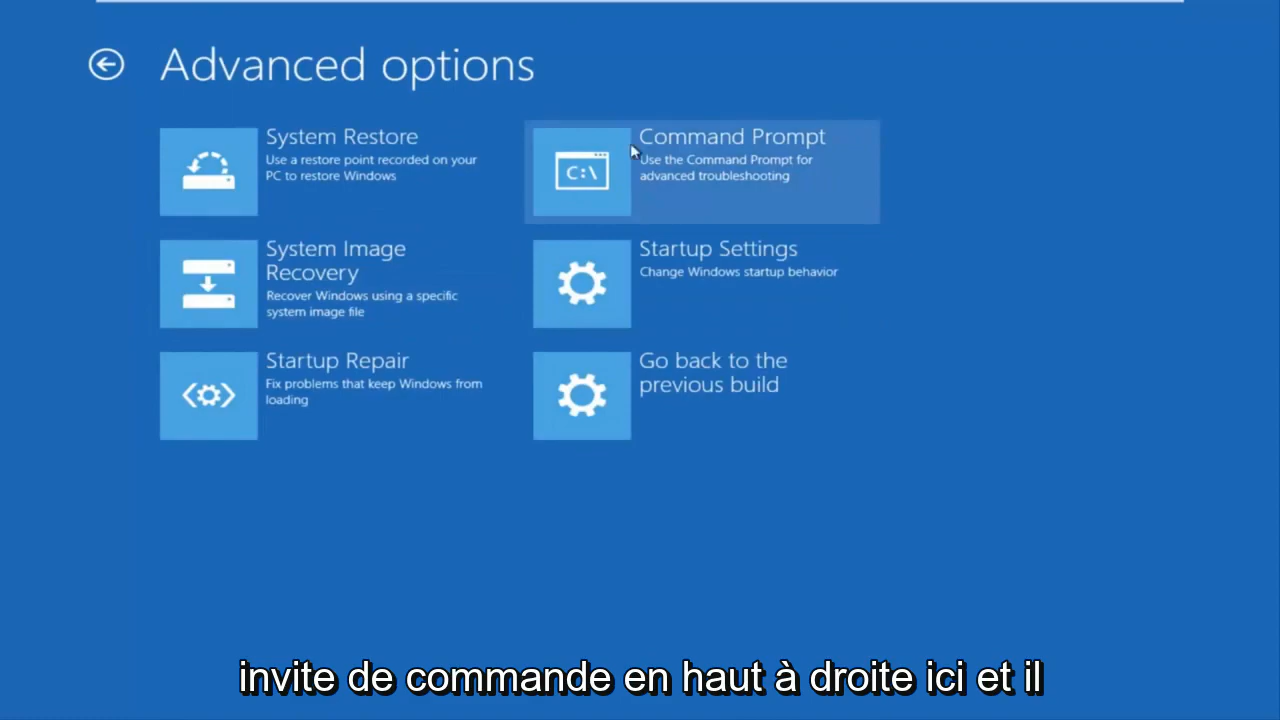 Advanced options
System Restore
Use a restore point recorded on your
PC to restore Windows
Command Prompt
Use the Command Prompt for
advanced troubleshooting
C:\
System Image
Recovery
Recover Windows using a specific
system image file
Startup Settings
Change Windows startup behavior
Startup Repair
Fix problems that keep Windows from
loading
Go back to the
previous build
invite de commande en haut à droite ici et il